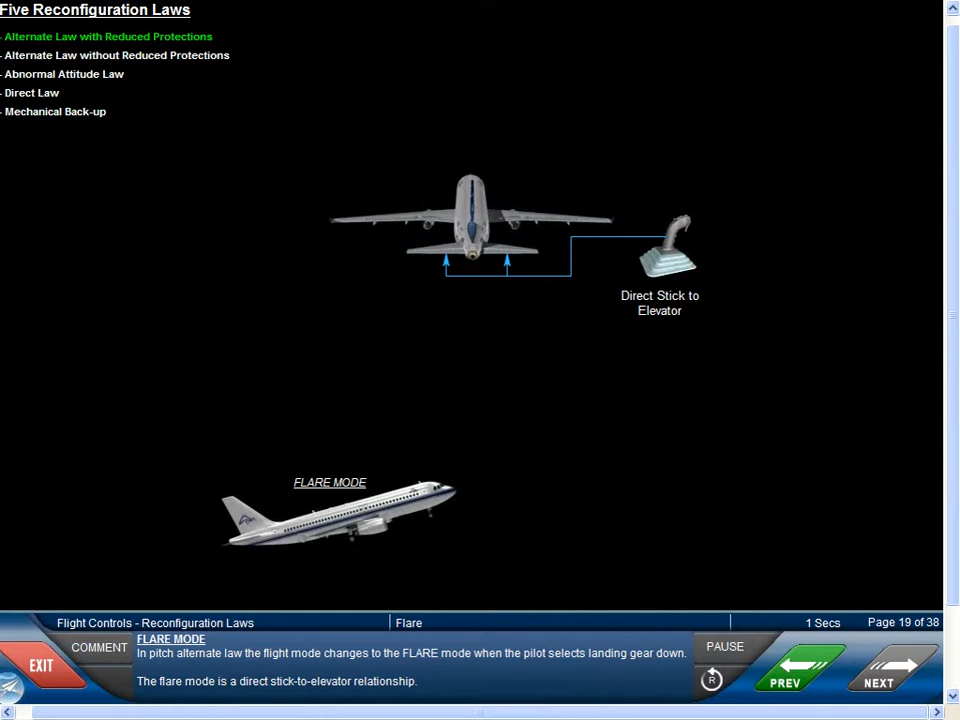 Five Reconfiguration Laws
- Alternate Law with Reduced Protections
- Alternate Law without Reduced Protections
- Abnormal Attitude Law
- Direct Law
- Mechanical Back-up
Direct Stick to
Elevator
FLARE MODE
Flight Controls - Reconfiguration Laws
Flare
1 Secs
Page 19 of 38
EXIT
COMMENT
FLARE MODE
In pitch alternate law the flight mode changes to the FLARE mode when the pilot selects landing gear down.
The flare mode is a direct stick-to-elevator relationship.
PAUSE
R
PREV
NEXT